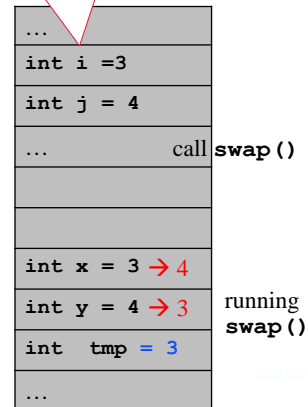 ...
int i =3
int j = 4
... call swap()
int x = 3 → 4
int y = 4 → 3
running
swap()
int tmp = 3
...